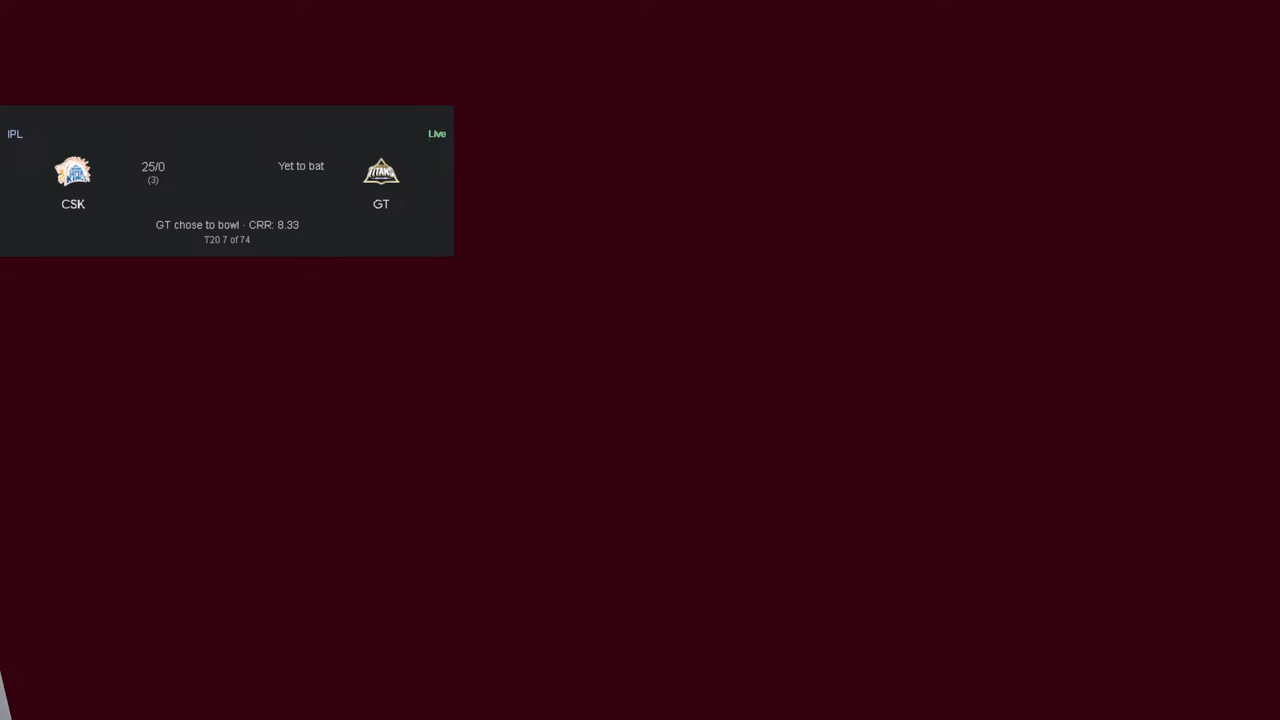 IPL
Live
25/0
Yet to bat
(3)
TITANS
CSK
GT
GT chose to bowl · CRR: 8.33
T20 7 of 74